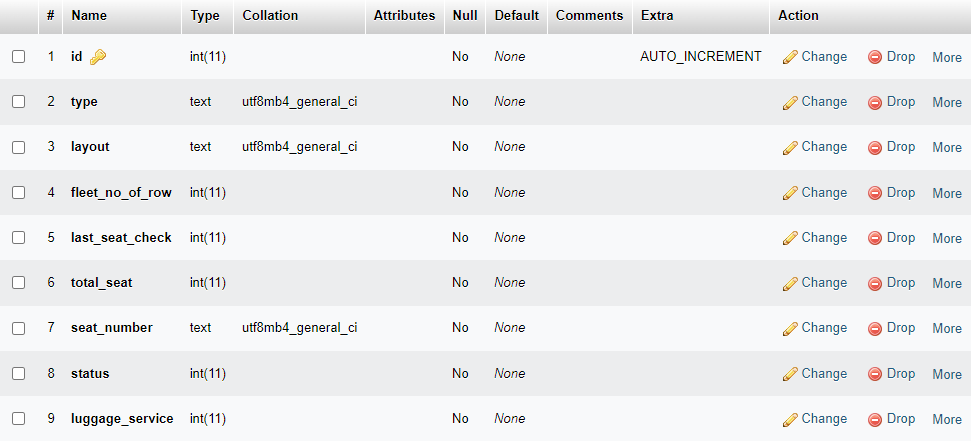 # Name Type Collation Attributes Null Default Comments Extra Action
1 id int(11) No None AUTO_INCREMENT Change Drop More
2 type text utf8mb4_general_ci No None Change Drop More
3 layout text utf8mb4_general_ci No None Change Drop More
4 fleet_no_of_row int(11) No None Change Drop More
5 last_seat_check int(11) No None Change Drop More
6 total_seat int(11) No None Change Drop More
7 seat_number text utf8mb4_general_ci No None Change Drop More
8 status int(11) No None Change Drop More
9 luggage_service int(11) No None Change Drop More